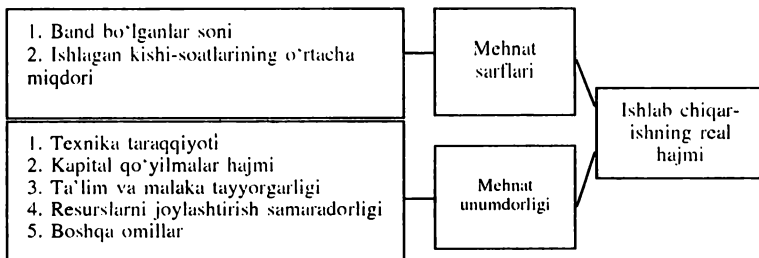 1. Band bo‘lganlar soni
2. Ishlagan kishi-soatlarining o‘rtacha
miqdori
Mehnat
sarflari
Ishlab chiqar-
ishning real
hajmi
1. Texnika taraqqiyoti
2. Kapital qo‘yilmalar hajmi
3. Ta’lim va malaka tayyorgarligi
4. Resurslarni joylashtirish samaradorligi
5. Boshqa omillar
Mehnat
unumdorligi